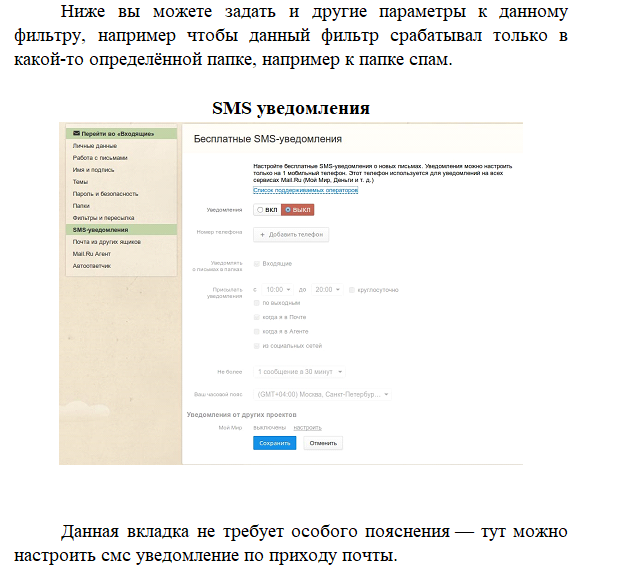 Ниже вы можете задать и другие параметры к данному
фильтру, например чтобы данный фильтр срабатывал только в
какой-то определённой папке, например к папке спам.
SMS уведомления
Перейти во «Входящие»
Личные данные
Работа с письмами
Имя и подпись
Темы
Пароль и безопасность
Папки
Фильтры и пересылка
SMS-уведомления
Почта из других ящиков
Mail.Ru Агент
Автоответчик
Бесплатные SMS-уведомления
Настройте бесплатные SMS-уведомления о новых письмах. Уведомления можно настроить
только на 1 мобильный телефон. Этот телефон используется для уведомлений на всех
сервисах Mail.Ru (Мой Мир, Деньги и т. д.)
Список поддерживаемых операторов
Уведомления ВКЛ ВЫКЛ
Номер телефона + Добавить телефон
Уведомлять
о письмах в папках Входящие
Присылать
уведомления с 10:00 до 20:00 круглосуточно
по выходным
когда я в Почте
когда я в Агенте
из социальных сетей
Не более 1 сообщение в 30 минут
Ваш часовой пояс (GMT+04:00) Москва, Санкт-Петербур...
Уведомления от других проектов
Мой Мир выключены настроить
Сохранить Отменить
Данная вкладка не требует особого пояснения — тут можно
настроить смс уведомление по приходу почты.